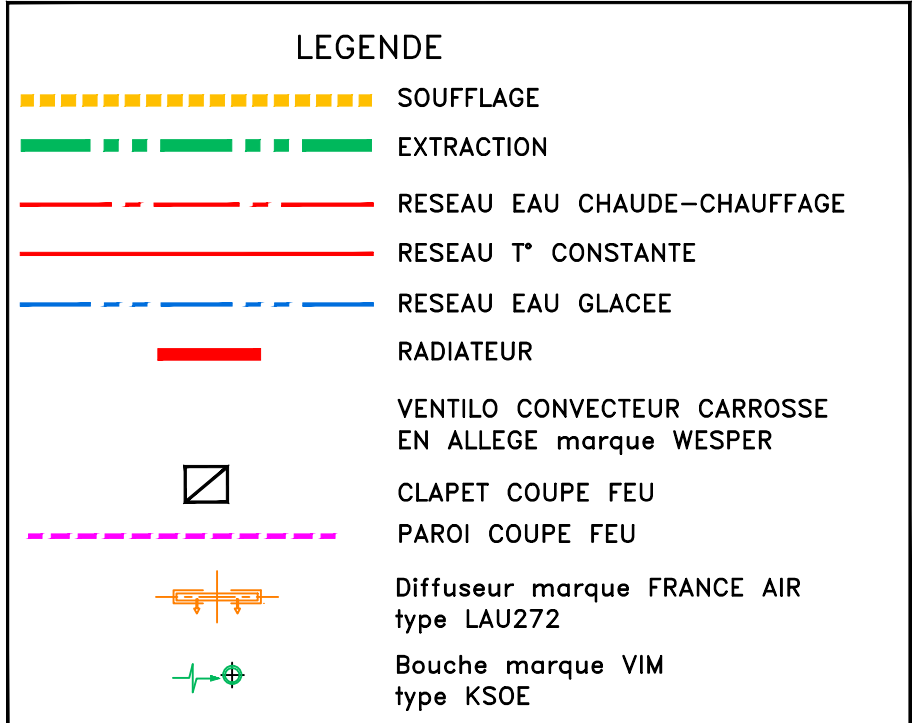 LEGENDE
SOUFFLAGE
EXTRACTION
RESEAU EAU CHAUDE-CHAUFFAGE
RESEAU T° CONSTANTE
RESEAU EAU GLACEE
RADIATEUR
VENTILO CONVECTEUR CARROSSE
EN ALLEGE marque WESPER
CLAPET COUPE FEU
PAROI COUPE FEU
Diffuseur marque FRANCE AIR
type LAU272
Bouche marque VIM
type KSOE